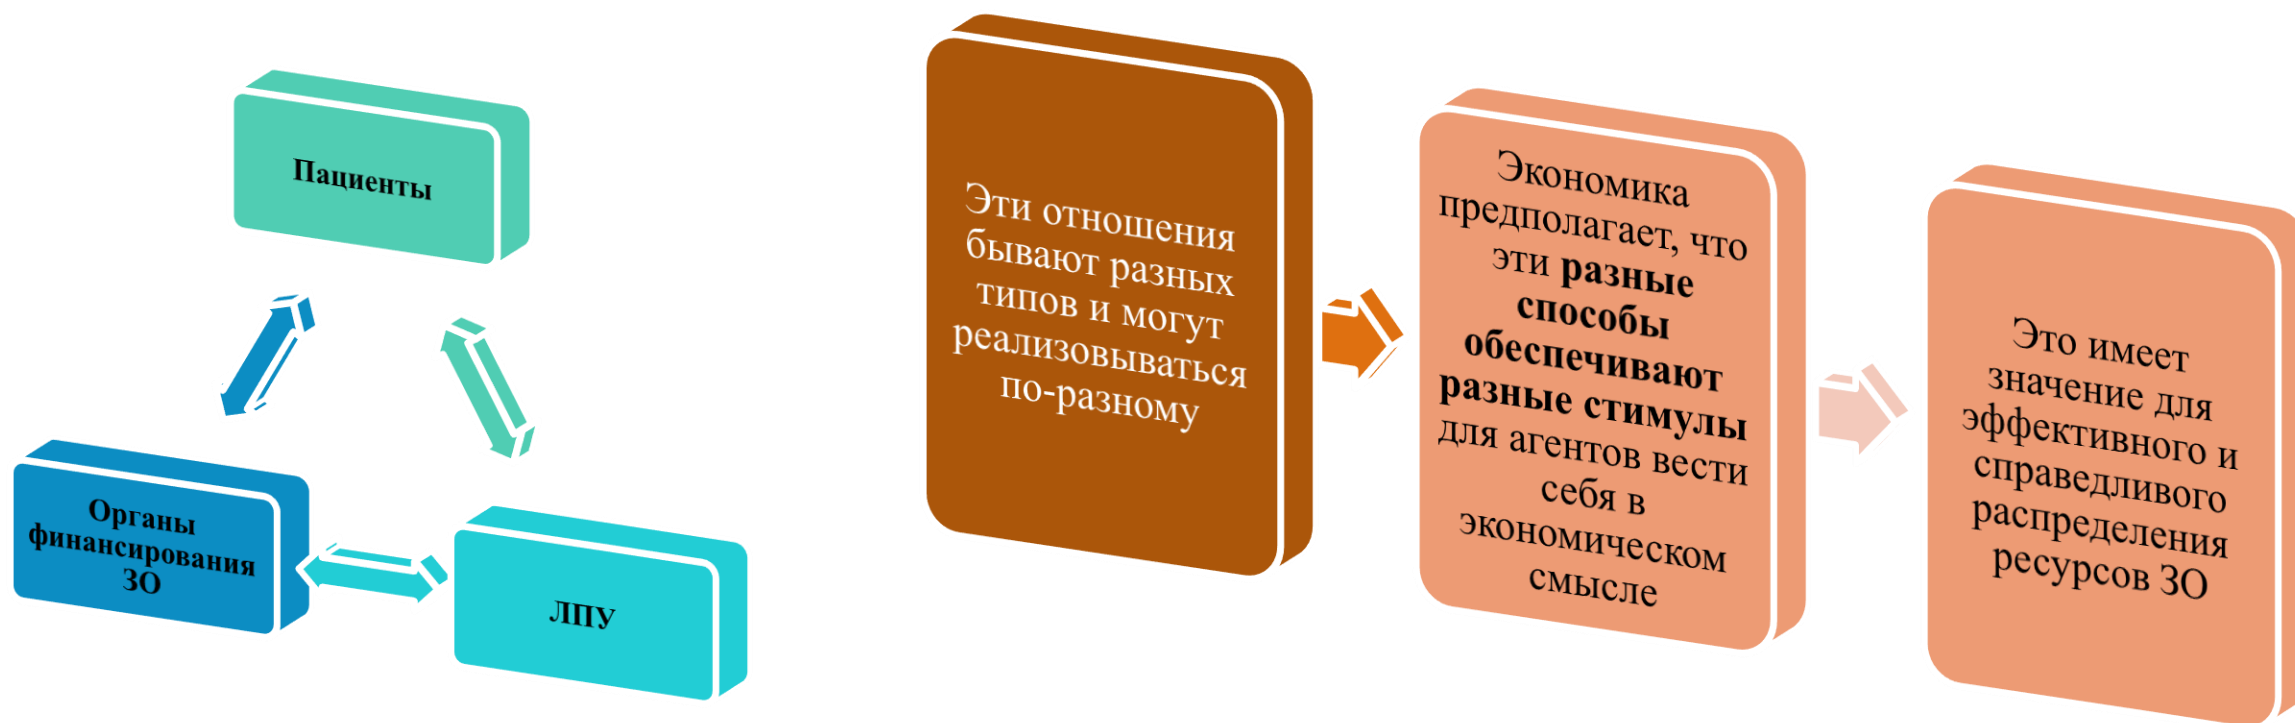 Пациенты
Органы
финансирования
ЗО
ЛПУ
Эти отношения
бывают разных
типов и могут
реализовываться
по-разному
Экономика
предполагает, что
эти разные
способы
обеспечивают
разные стимулы
для агентов вести
себя в
экономическом
смысле
Это имеет
значение для
эффективного и
справедливого
распределения
ресурсов ЗО